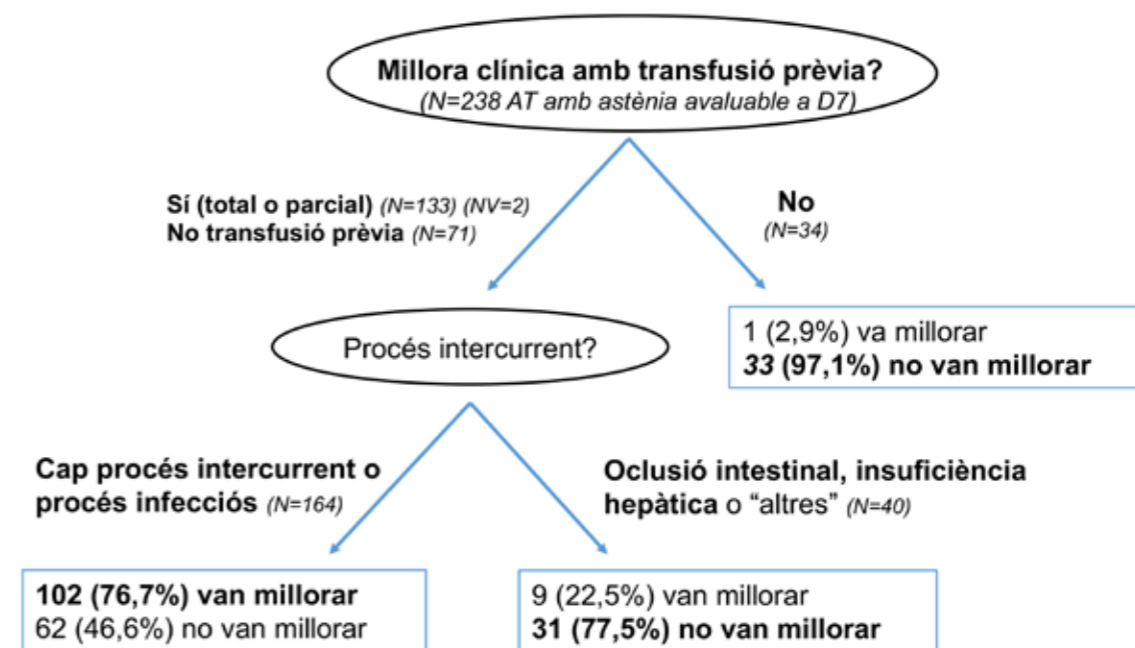 Millora clínica amb transfusió prèvia?
(N=238 AT amb astènia avaluable a D7)
Sí (total o parcial) (N=133) (NV=2)
No transfusió prèvia (N=71)
No
(N=34)
1 (2,9%) va millorar
33 (97,1%) no van millorar
Procés intercurrent?
Cap procés intercurrent o
procés infecciós (N=164)
Oclusió intestinal, insuficiència
hepàtica o “altres” (N=40)
102 (76,7%) van millorar
62 (46,6%) no van millorar
9 (22,5%) van millorar
31 (77,5%) no van millorar